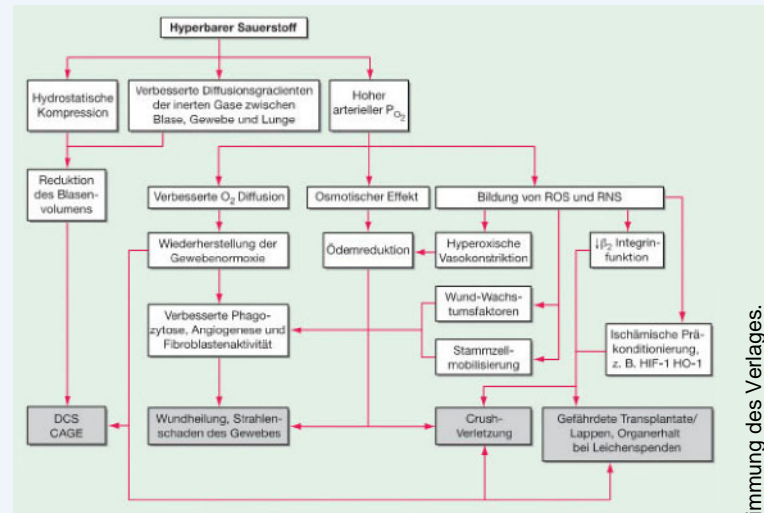 Hyperbarer Sauerstoff
Hydrostatische
Kompression
Verbesserte Diffusionsgradienten
der inerten Gase zwischen
Blase, Gewebe und Lunge
Hoher
arterieller PO2
Reduktion
des Blasen-
volumens
Verbesserte O2 Diffusion
Osmotischer Effekt
Bildung von ROS und RNS
Wiederherstellung der
Gewebenormoxie
Ödemreduktion
Hyperoxische
Vasokonstriktion
↓β2 Integrin-
funktion
Verbesserte Phago-
zytose, Angiogenese und
Fibroblastenaktivität
Wund-Wachs-
tumsfaktoren
Stammzell-
mobilisierung
Ischämische Prä-
konditionierung,
z. B. HIF-1 HO-1
DCS
CAGE
Wundheilung, Strahlen-
schaden des Gewebes
Crush-
Verletzung
Gefährdete Transplantate/
Lappen, Organerhalt
bei Leichenspenden
immung des Verlages.